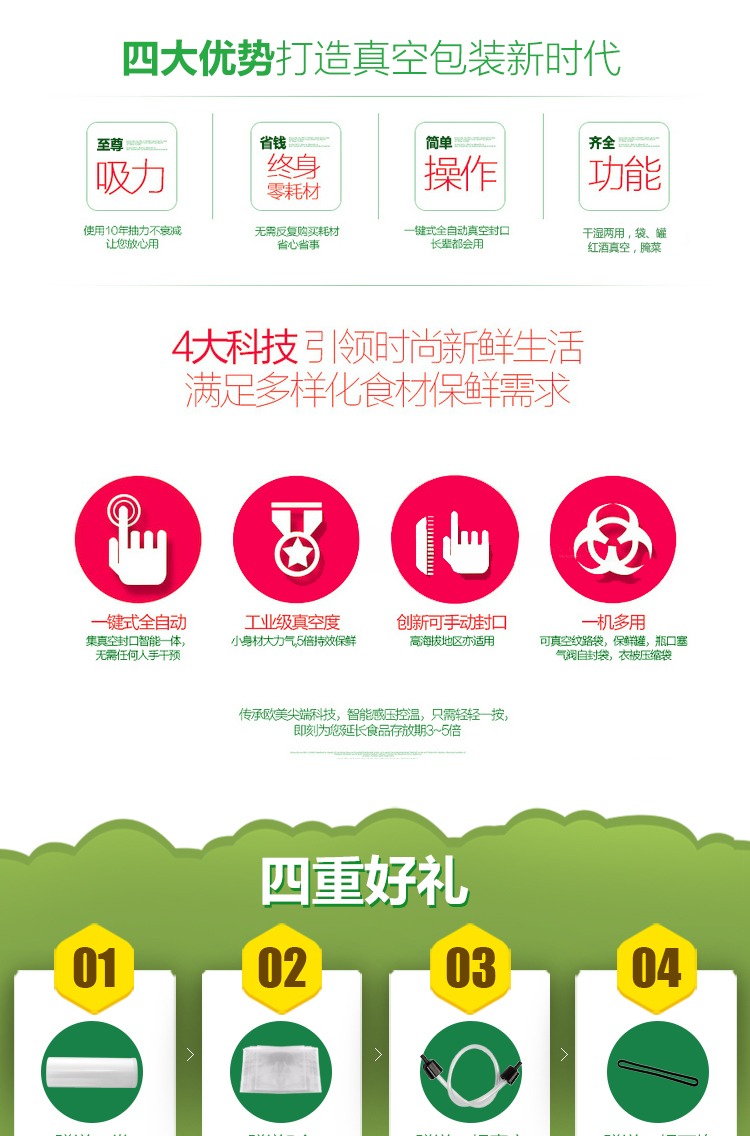 四大优势打造真空包装新时代
至尊
吸力
省钱
终身
零耗材
简单
操作
齐全
功能
使用10年抽力不衰减
让您放心用
无需反复购买耗材
省心省事
一键式全自动真空封口
长辈都会用
干湿两用，袋、罐
红酒真空，腌菜
4大科技 引领时尚新鲜生活
满足多样化食材保鲜需求
一键式全自动
集真空封口智能一体，
无需任何人手干预
工业级真空度
小身材大力气，5倍持效保鲜
创新可手动封口
高海拔地区亦适用
一机多用
可真空纹路袋，保鲜罐，瓶口塞
气阀自封袋，衣被压缩袋
传承欧美尖端科技，智能感压控温，只需轻轻一按，
即刻为您延长食品存放期3~5倍
四重好礼
01
02
03
04